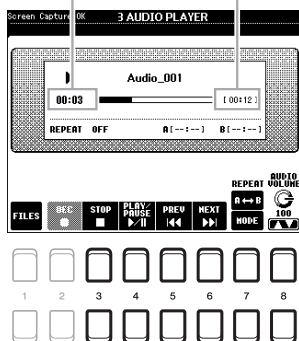 Screen Capture OK
3 AUDIO PLAYER
Audio_001
00:03
[ 00:12 ]
REPEAT OFF A[--:--] B[--:--]
REPEAT
AUDIO
VOLUME
A↔B
FILES
REC
STOP
PLAY/
PAUSE
PREV
NEXT
MODE
100
1 2 3 4 5 6 7 8